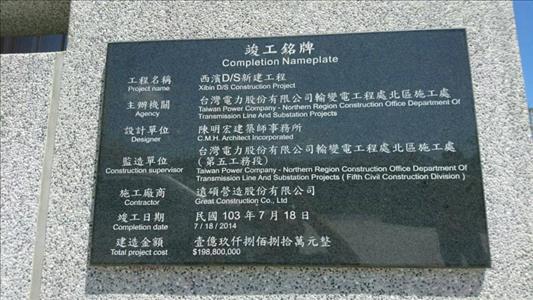 竣工銘牌
Completion Nameplate
工程名稱 西濱D/S新建工程
Project name Xibin D/S Construction Project
主辦機關 台灣電力股份有限公司輸變電工程處北區施工處
Agency Taiwan Power Company - Northern Region Construction Office Department Of
Transmission Line And Substation Projects
設計單位 陳明宏建築師事務所
Designer C.M.H. Architect Incorporated
監造單位 台灣電力股份有限公司輸變電工程處北區施工處
(第五工務段)
Construction supervisor Taiwan Power Company - Northern Region Construction Office Department Of
Transmission Line And Substation Projects ( Fifth Civil Construction Division )
施工廠商 遠碩營造股份有限公司
Contractor Great Construction Co., Ltd
竣工日期 民國 103 年 7 月 18 日
Completion date 7 / 18 / 2014
建造金額 壹億玖仟捌佰捌拾萬元整
Total project cost $198,800,000